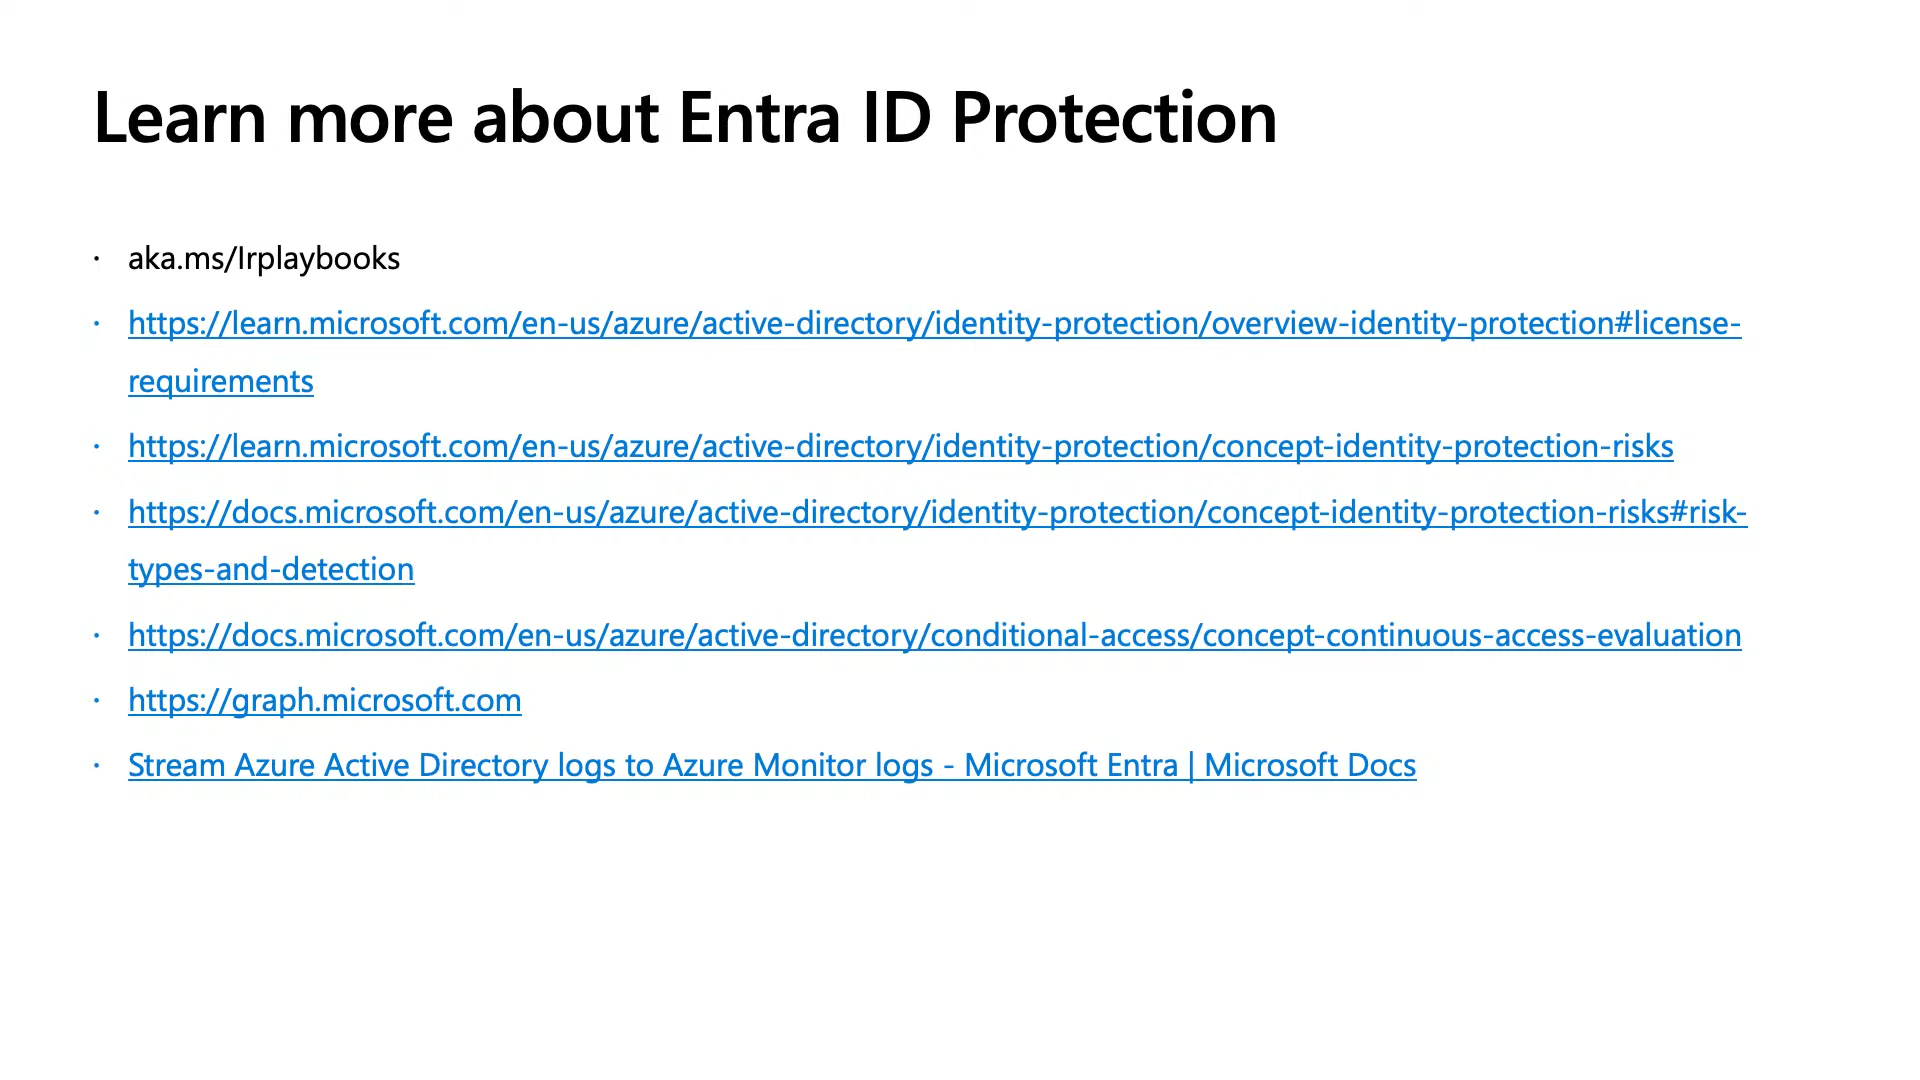 Learn more about Entra ID Protection
· aka.ms/Irplaybooks
· https://learn.microsoft.com/en-us/azure/active-directory/identity-protection/overview-identity-protection#license-
requirements
· https://learn.microsoft.com/en-us/azure/active-directory/identity-protection/concept-identity-protection-risks
· https://docs.microsoft.com/en-us/azure/active-directory/identity-protection/concept-identity-protection-risks#risk-
types-and-detection
· https://docs.microsoft.com/en-us/azure/active-directory/conditional-access/concept-continuous-access-evaluation
· https://graph.microsoft.com
· Stream Azure Active Directory logs to Azure Monitor logs - Microsoft Entra | Microsoft Docs